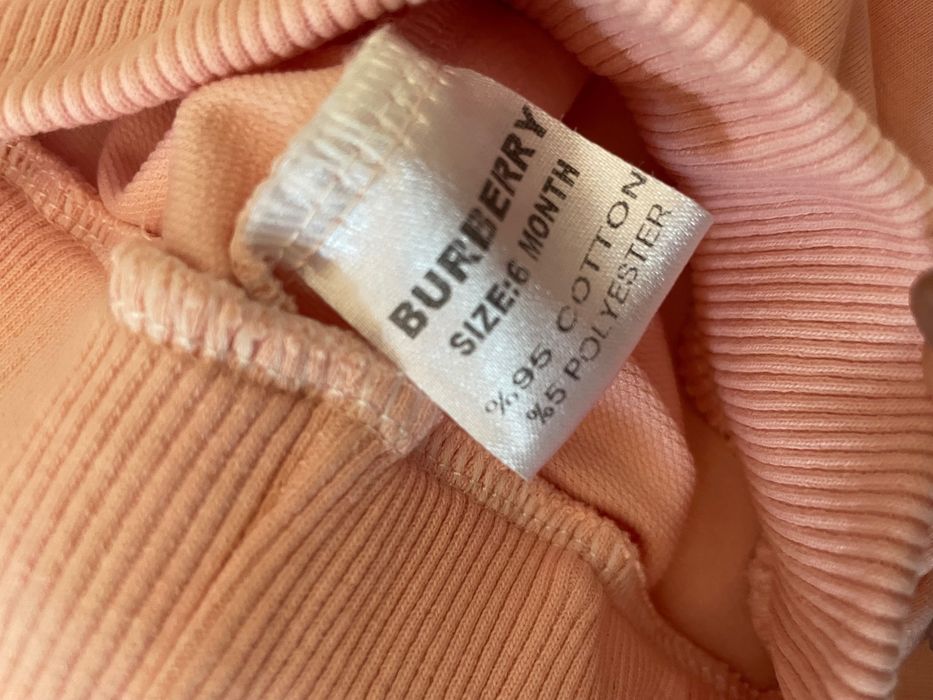 BURBERRY
SIZE:6 MONTH
%95 COTTON
%5 POLYESTER